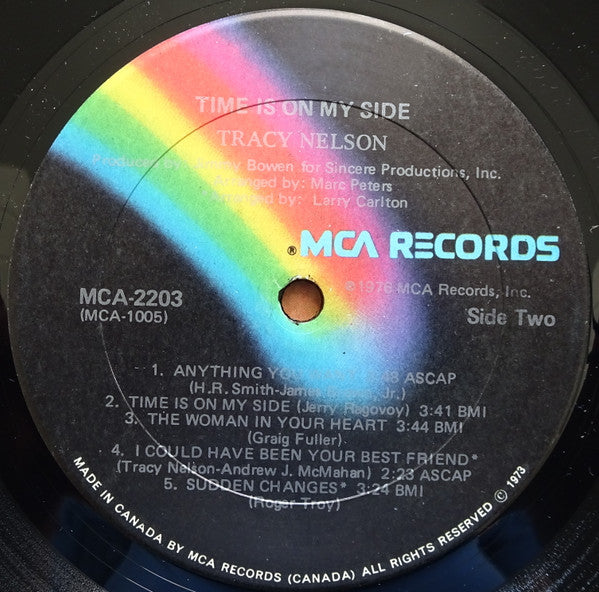 TIME IS ON MY SIDE
TRACY NELSON
Produced by: Bowen for Sincere Productions, Inc.
Arranged by: Marc Peters
Arranged by: Larry Carlton
® MCA RECORDS
℗1976 MCA Records, Inc.
MCA-2203
(MCA-1005)
Side Two
1. ANYTHING YOU ASCAP
(H.R. Smith-James Jr.)
2. TIME IS ON MY SIDE (Jerry Ragovoy) 3:41 BMI
3. THE WOMAN IN YOUR HEART 3:44 BMI
(Graig Fuller)
4. I COULD HAVE BEEN YOUR BEST FRIEND*
(Tracy Nelson-Andrew J. McMahan) 2:23 ASCAP
5. SUDDEN CHANGES* 3:24 BMI
(Roger Troy)
MADE IN CANADA BY MCA RECORDS (CANADA) ALL RIGHTS RESERVED © 1973